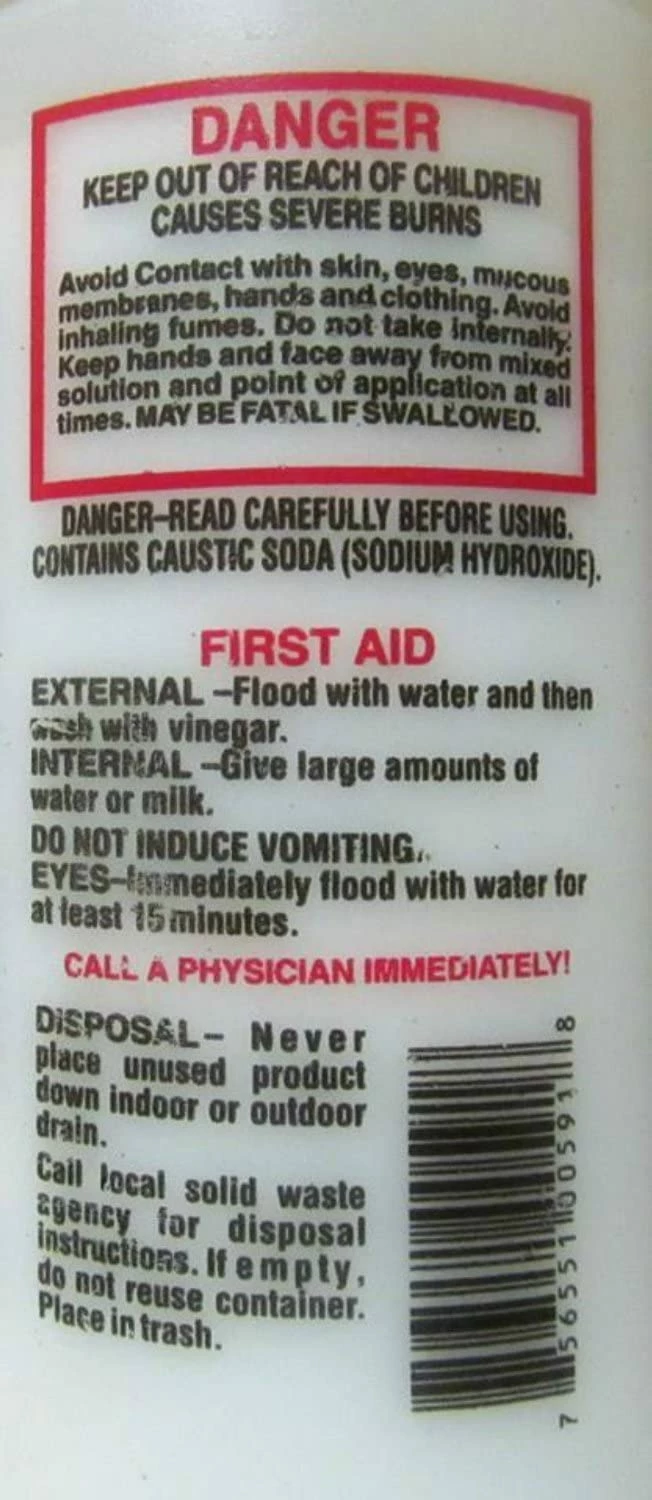 DANGER
KEEP OUT OF REACH OF CHILDREN
CAUSES SEVERE BURNS
Avoid Contact with skin, eyes, mucous
membranes, hands and clothing. Avoid
inhaling fumes. Do not take internally.
Keep hands and face away from mixed
solution and point of application at all
times. MAY BE FATAL IF SWALLOWED.
DANGER–READ CAREFULLY BEFORE USING.
CONTAINS CAUSTIC SODA (SODIUM HYDROXIDE).
FIRST AID
EXTERNAL –Flood with water and then
wash with vinegar.
INTERNAL –Give large amounts of
water or milk.
DO NOT INDUCE VOMITING.
EYES–Immediately flood with water for
at least 15 minutes.
CALL A PHYSICIAN IMMEDIATELY!
DISPOSAL – Never
place unused product
down indoor or outdoor
drain.
Call local solid waste
agency for disposal
instructions. If empty,
do not reuse container.
Place in trash.
7 56551 00591 8